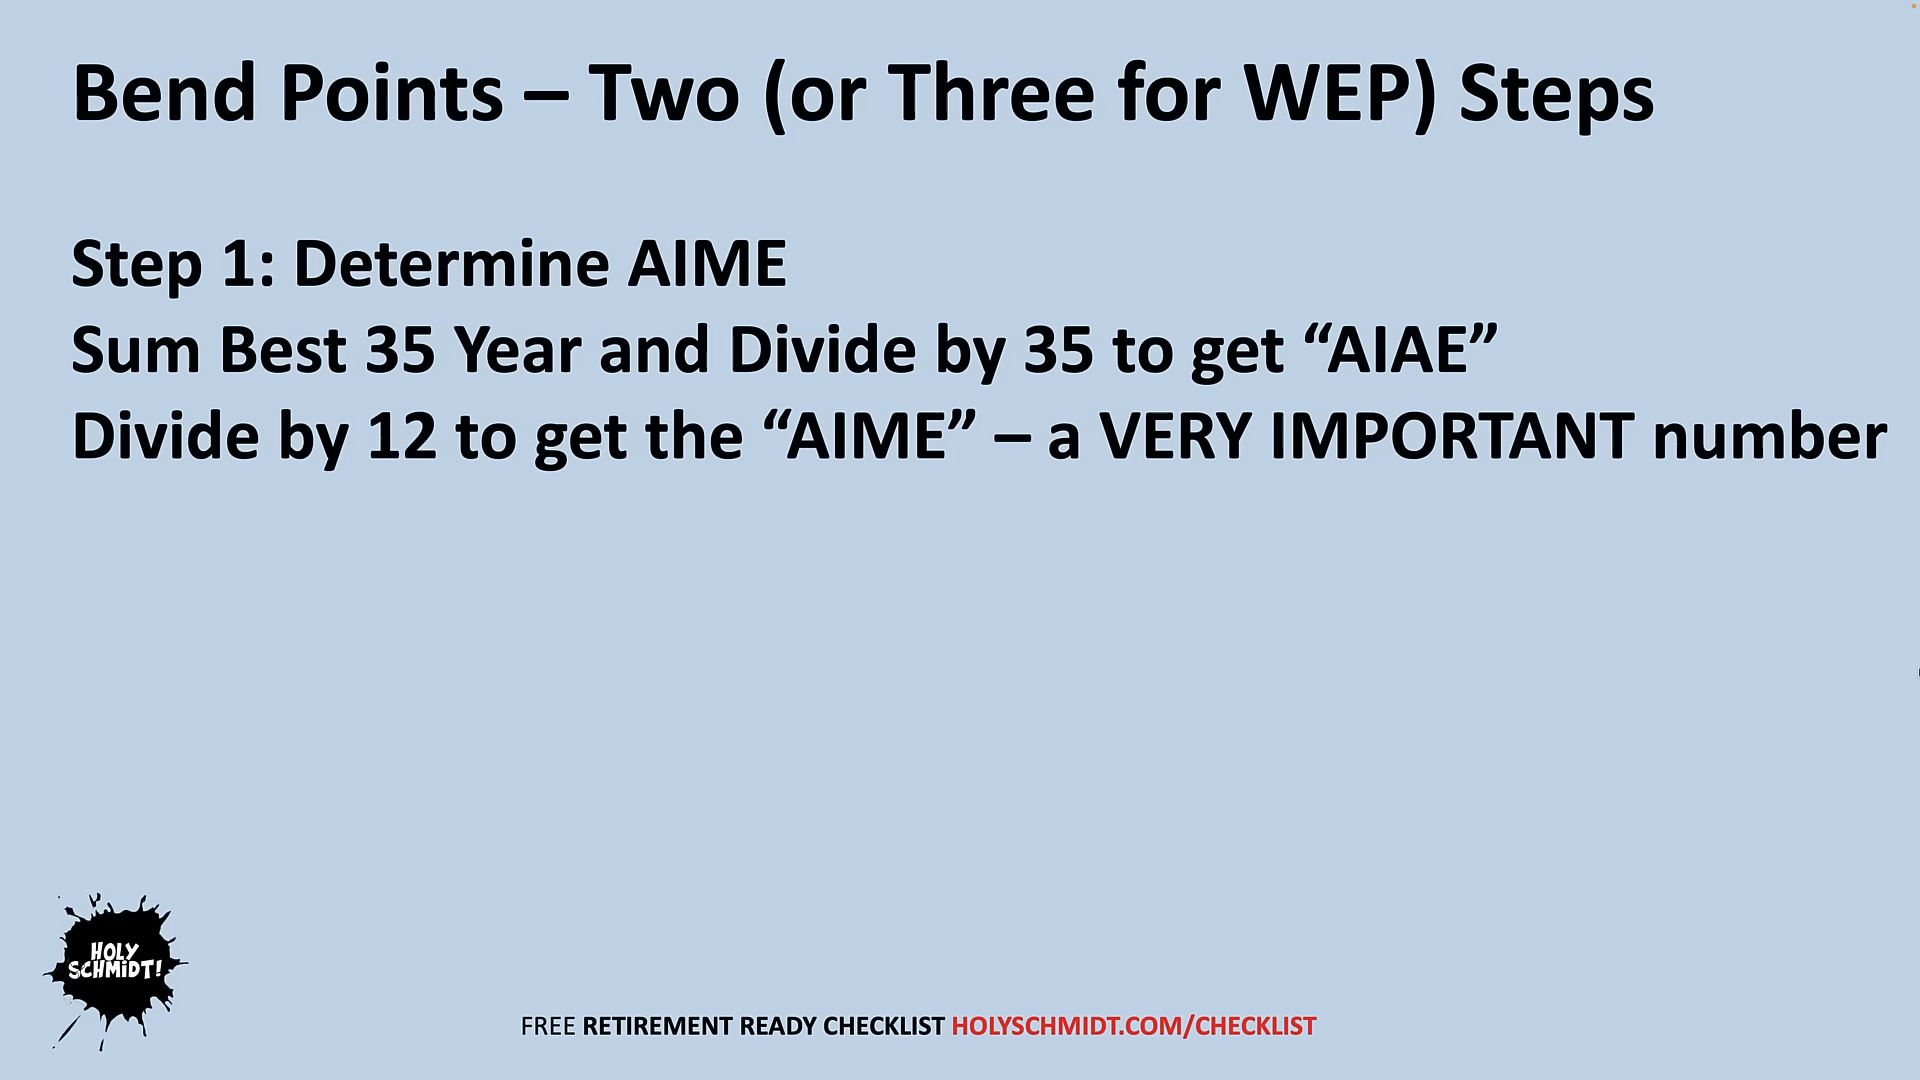 Bend Points – Two (or Three for WEP) Steps
Step 1: Determine AIME
Sum Best 35 Year and Divide by 35 to get “AIAE”
Divide by 12 to get the “AIME” – a VERY IMPORTANT number
HOLY
SCHMiDT!
FREE RETIREMENT READY CHECKLIST HOLYSCHMIDT.COM/CHECKLIST